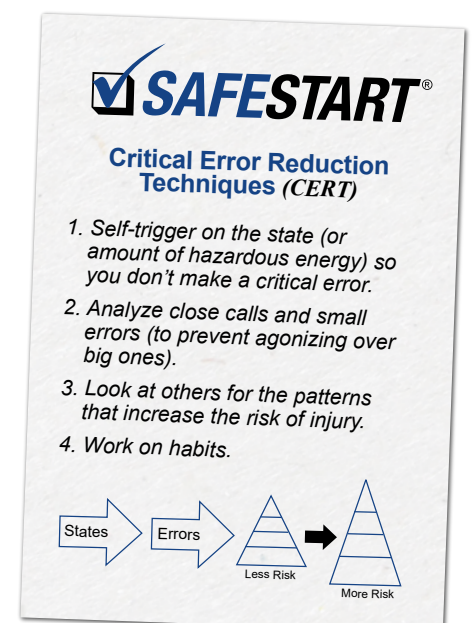 SAFESTART®
Critical Error Reduction
Techniques (CERT)
1. Self-trigger on the state (or
amount of hazardous energy) so
you don't make a critical error.
2. Analyze close calls and small
errors (to prevent agonizing over
big ones).
3. Look at others for the patterns
that increase the risk of injury.
4. Work on habits.
States
Errors
Less Risk
More Risk